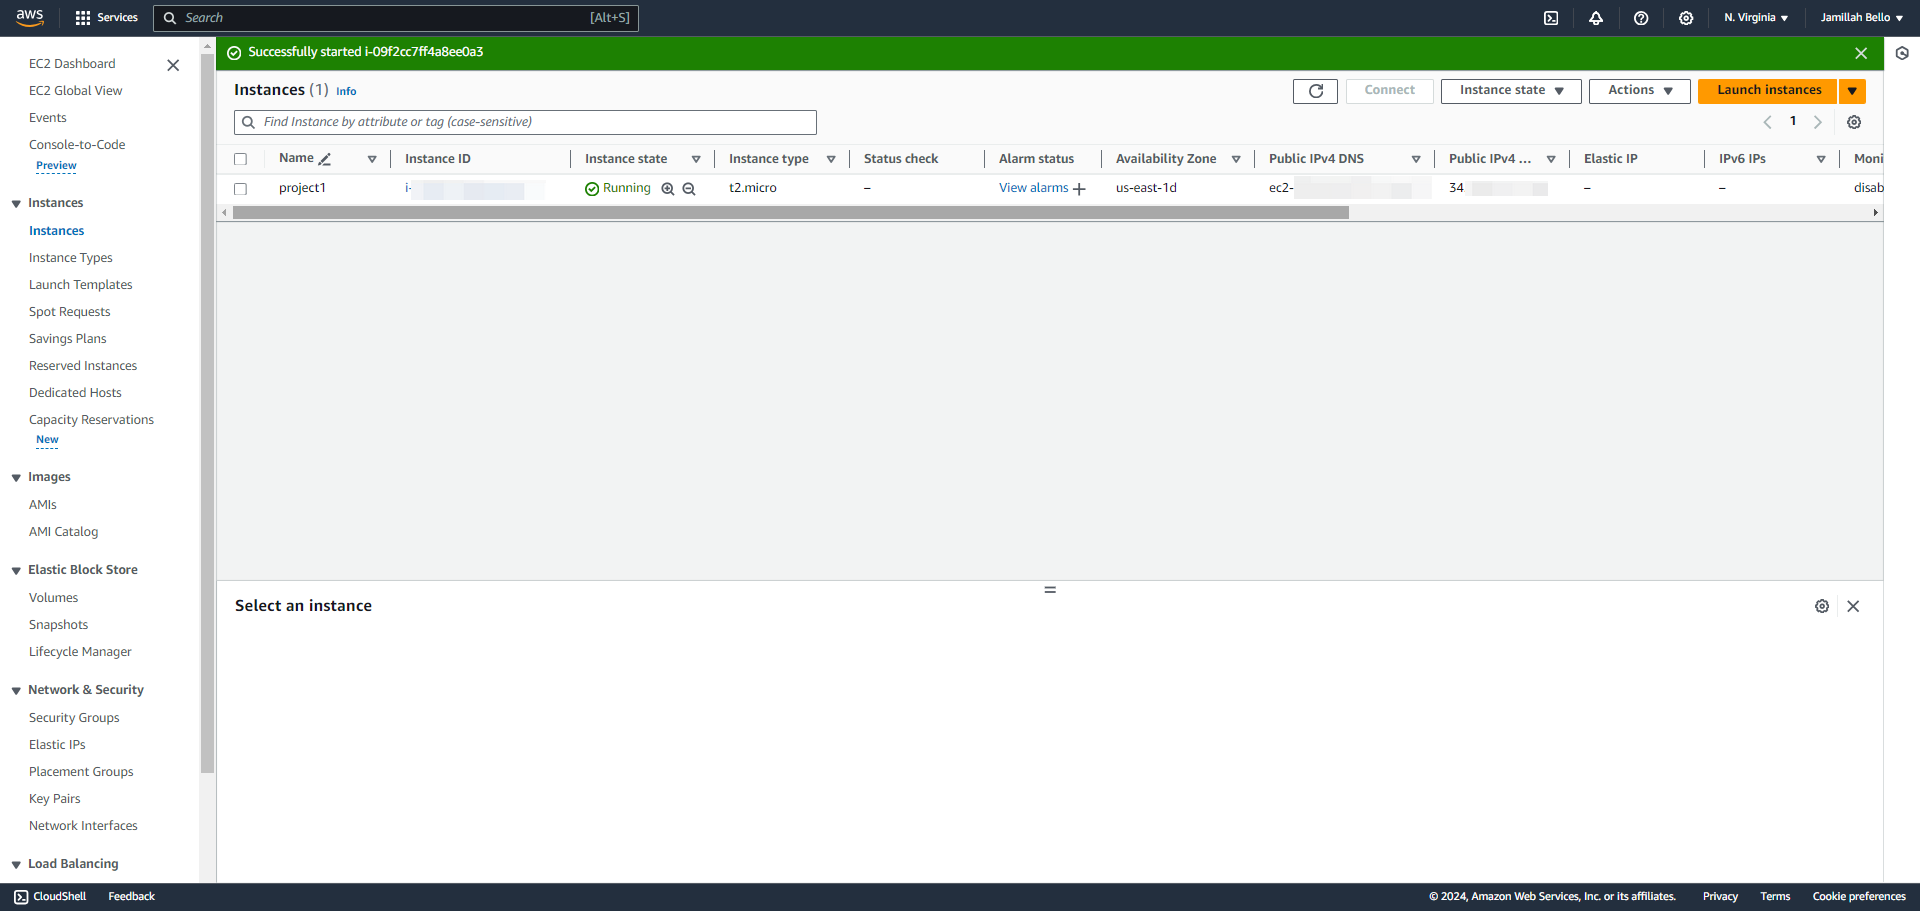 aws
Services
Search
[Alt+S]
N. Virginia
Jamillah Bello
EC2 Dashboard
EC2 Global View
Events
Console-to-Code
Preview
Instances
Instances
Instance Types
Launch Templates
Spot Requests
Savings Plans
Reserved Instances
Dedicated Hosts
Capacity Reservations
New
Images
AMIs
AMI Catalog
Elastic Block Store
Volumes
Snapshots
Lifecycle Manager
Network & Security
Security Groups
Elastic IPs
Placement Groups
Key Pairs
Network Interfaces
Load Balancing
Successfully started i-09f2cc7ff4a8ee0a3
Instances (1) Info
Connect
Instance state
Actions
Launch instances
Find Instance by attribute or tag (case-sensitive)
1
Name Instance ID Instance state Instance type Status check Alarm status Availability Zone Public IPv4 DNS Public IPv4 ... Elastic IP IPv6 IPs Moni
project1 i- Running t2.micro – View alarms + us-east-1d ec2- 34 – – disab
Select an instance
CloudShell Feedback © 2024, Amazon Web Services, Inc. or its affiliates. Privacy Terms Cookie preferences